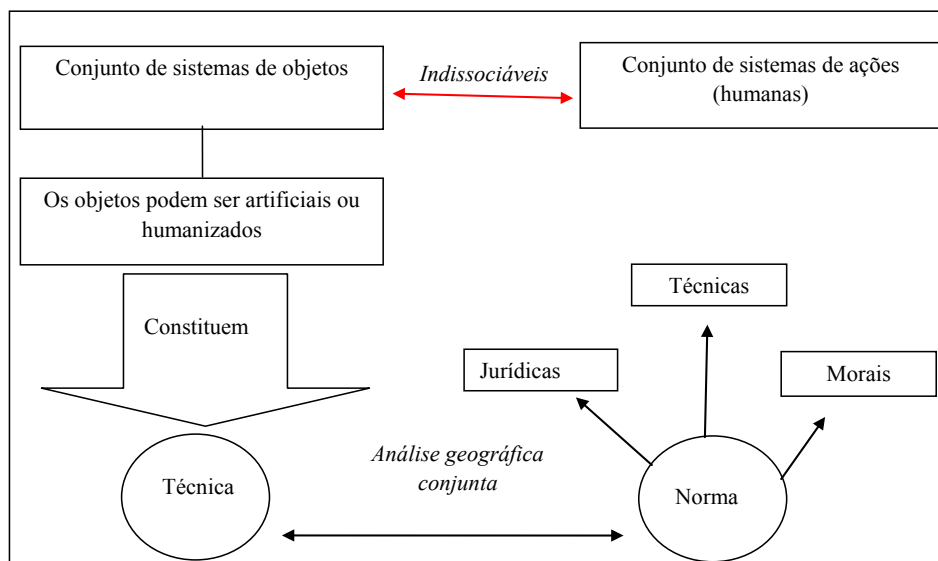 Conjunto de sistemas de objetos
Indissociáveis
Conjunto de sistemas de ações
(humanas)
Os objetos podem ser artificiais ou
humanizados
Constituem
Técnicas
Jurídicas
Morais
Análise geográfica
conjunta
Técnica
Norma